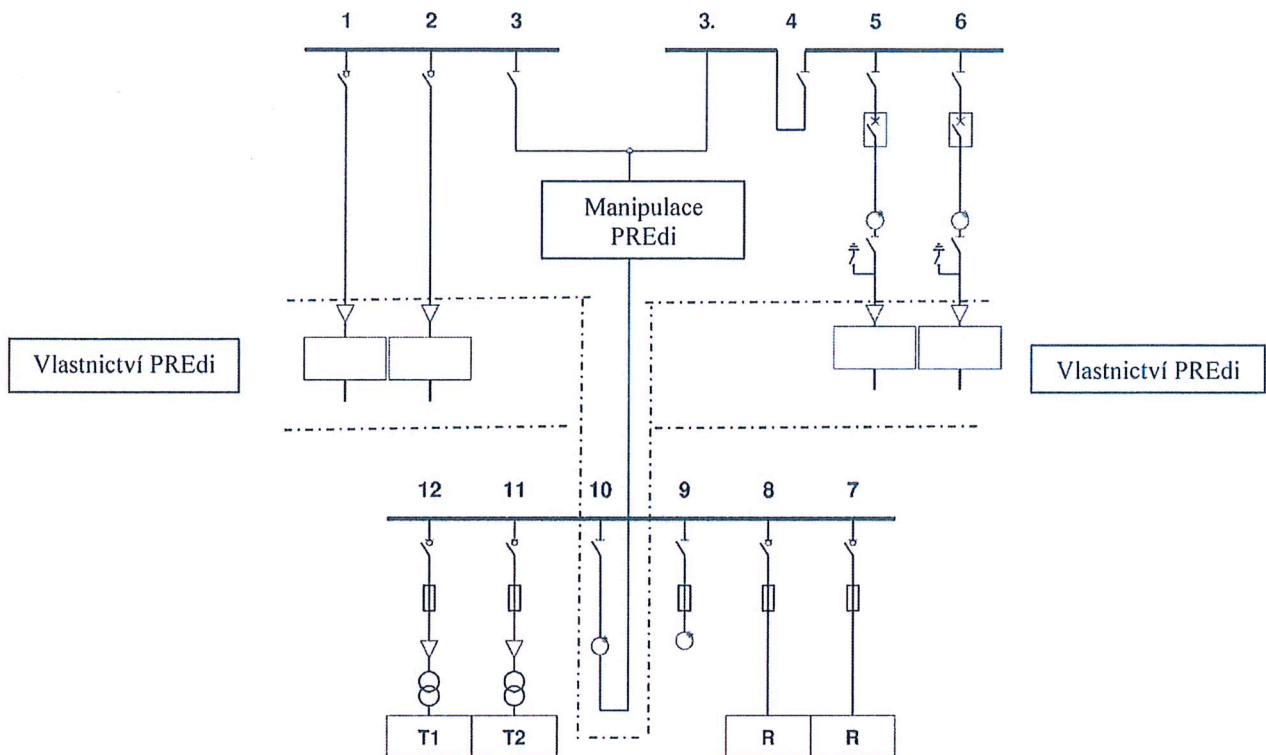 1 2 3 3. 4 5 6
Manipulace
PREdi
Vlastnictví PREdi
Vlastnictví PREdi
12 11 10 9 8 7
T1 T2 R R